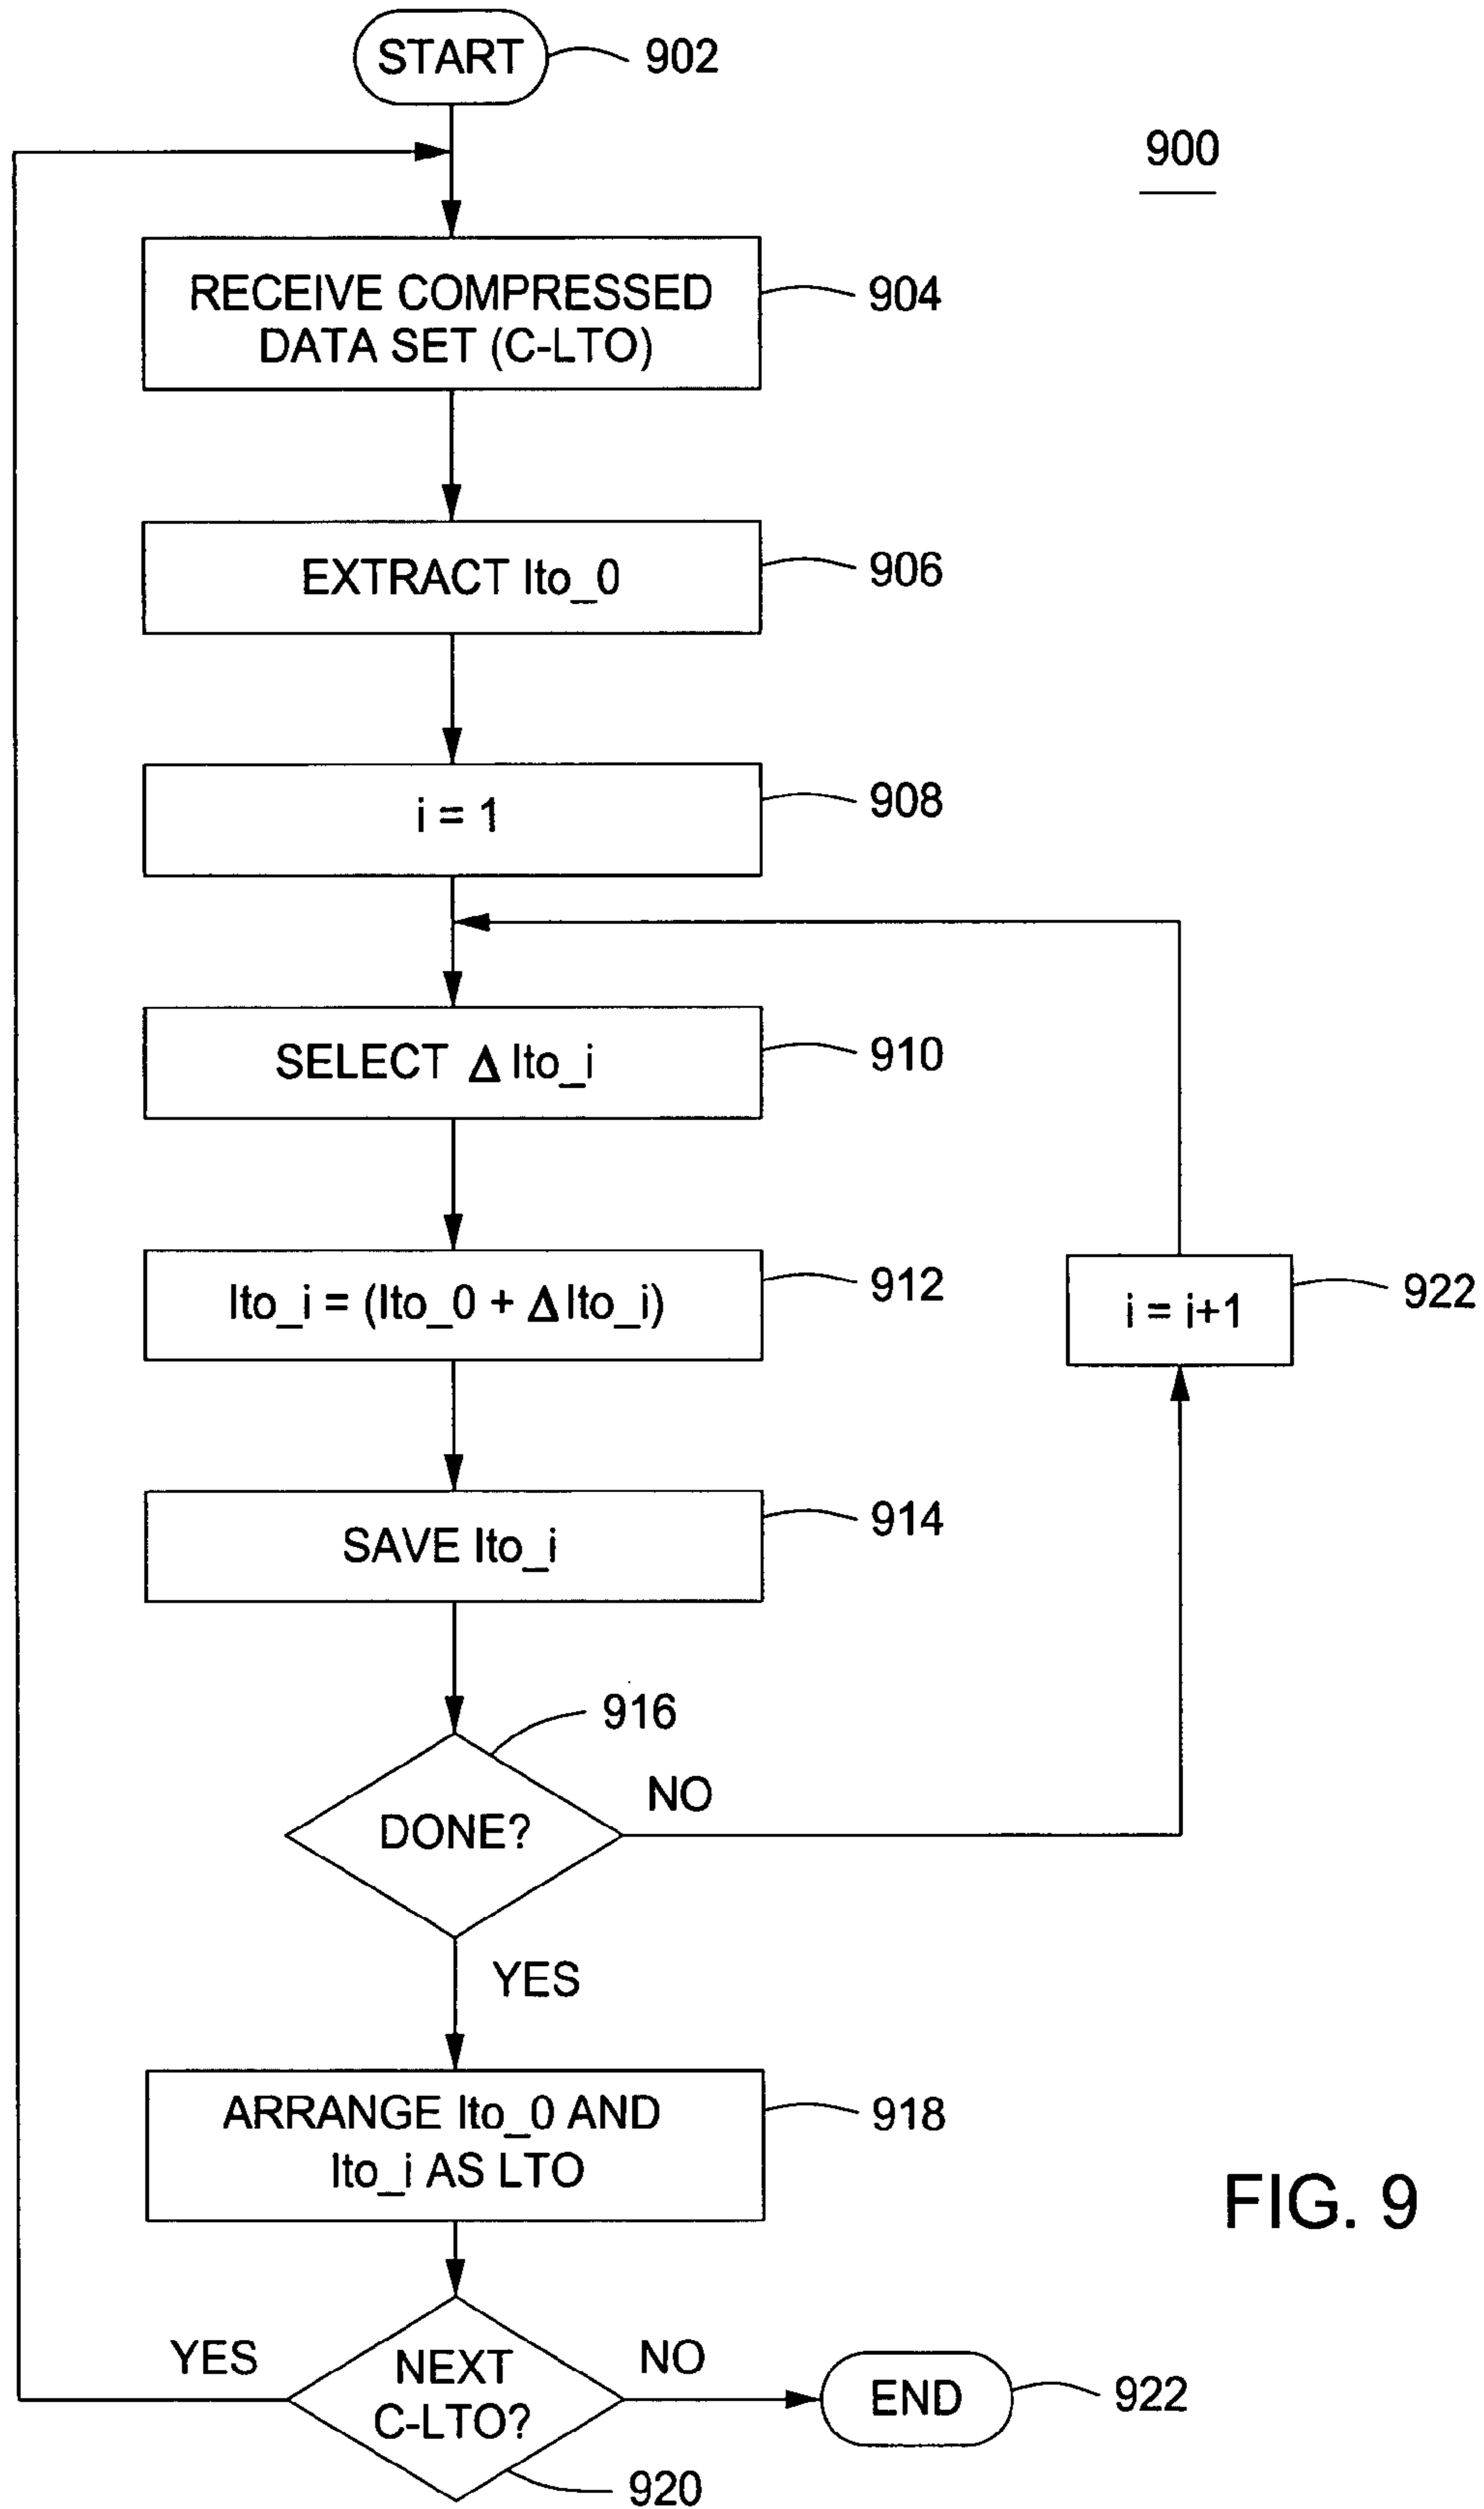 START
902
900
RECEIVE COMPRESSED
DATA SET (C-LTO)
904
EXTRACT lto_0
906
i = 1
908
SELECT Δ lto_i
910
lto_i = (lto_0 + Δ lto_i)
912
i = i+1
922
SAVE lto_i
914
916
DONE?
NO
YES
ARRANGE lto_0 AND
lto_i AS LTO
918
FIG. 9
YES
NEXT
C-LTO?
NO
END
922
920